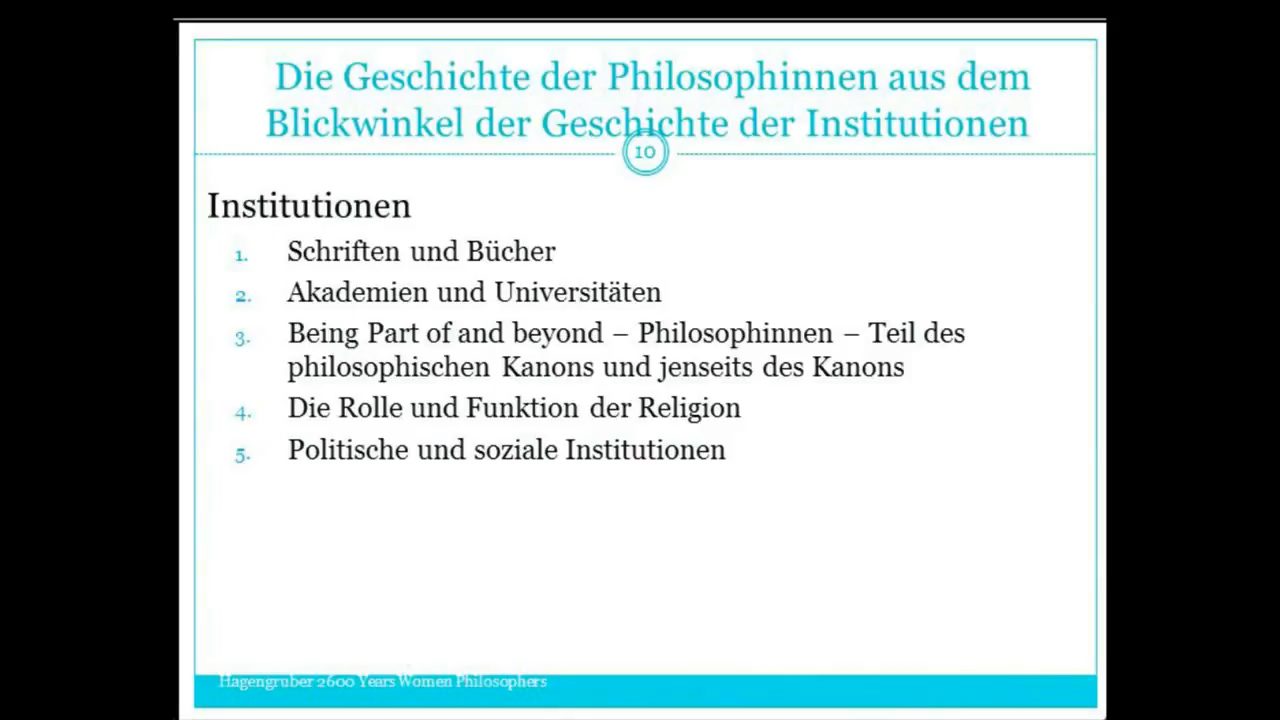 Die Geschichte der Philosophinnen aus dem
Blickwinkel der Geschichte der Institutionen
10
Institutionen
1. Schriften und Bücher
2. Akademien und Universitäten
3. Being Part of and beyond – Philosophinnen – Teil des
philosophischen Kanons und jenseits des Kanons
4. Die Rolle und Funktion der Religion
5. Politische und soziale Institutionen
Hagengruber 2600 Years Women Philosophers